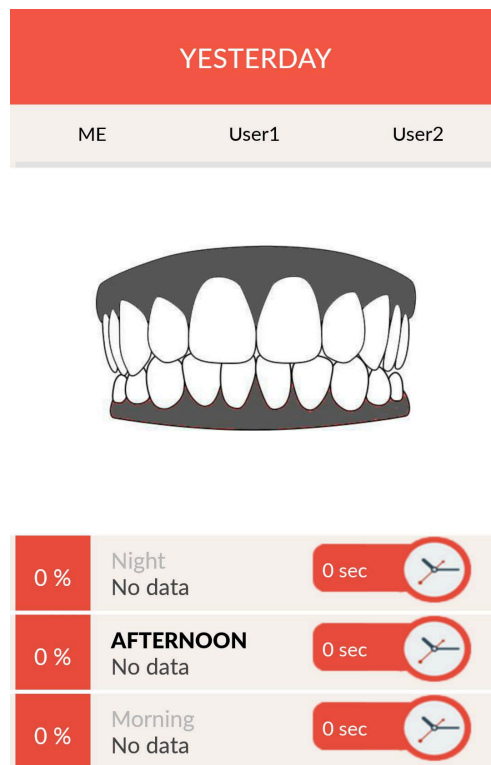 YESTERDAY
ME User1 User2
0 % Night 0 sec
No data
0 % AFTERNOON 0 sec
No data
0 % Morning 0 sec
No data